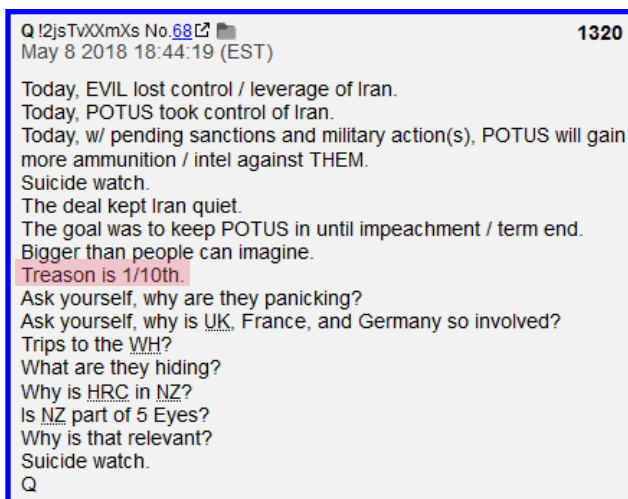 Q !2jsTvXXmXs No.68 1320
May 8 2018 18:44:19 (EST)
Today, EVIL lost control / leverage of Iran.
Today, POTUS took control of Iran.
Today, w/ pending sanctions and military action(s), POTUS will gain
more ammunition / intel against THEM.
Suicide watch.
The deal kept Iran quiet.
The goal was to keep POTUS in until impeachment / term end.
Bigger than people can imagine.
Treason is 1/10th.
Ask yourself, why are they panicking?
Ask yourself, why is UK, France, and Germany so involved?
Trips to the WH?
What are they hiding?
Why is HRC in NZ?
Is NZ part of 5 Eyes?
Why is that relevant?
Suicide watch.
Q